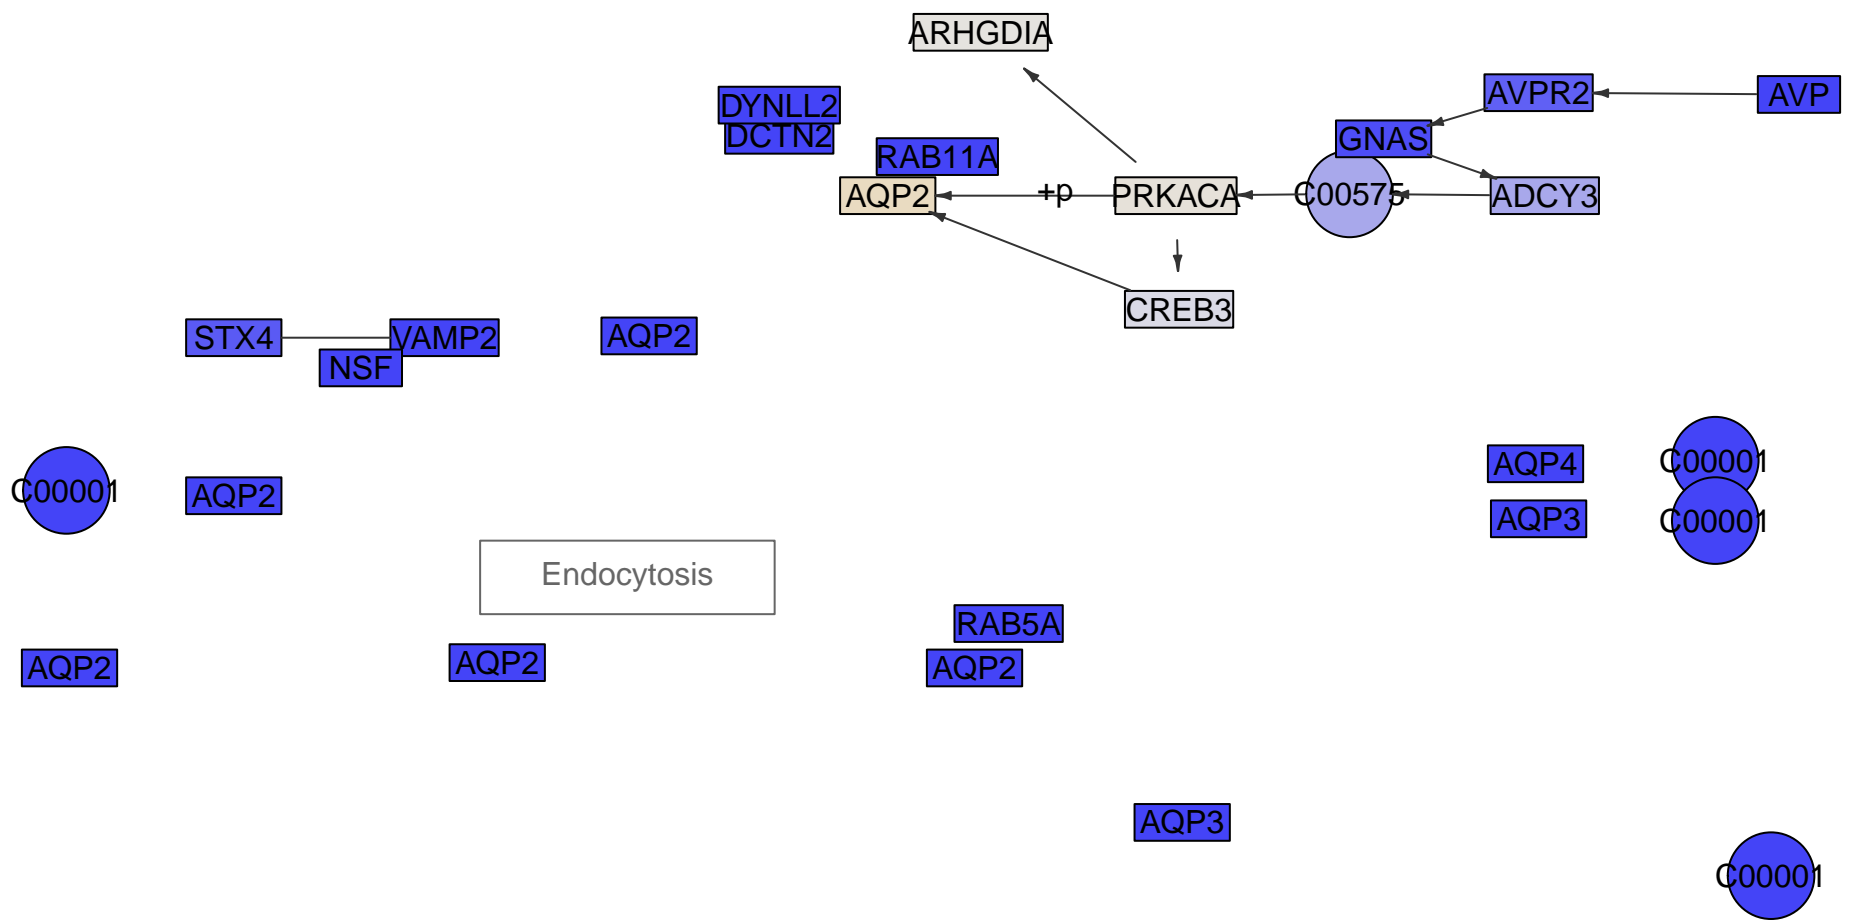 ARHGDIA
AVPR2
AVP
DYNLL2
DCTN2
GNAS
RAB11A
AQP2
+p
PRKACA
C00575
ADCY3
CREB3
STX4
VAMP2
AQP2
NSF
C00001
AQP2
AQP4
C00001
AQP3
C00001
Endocytosis
RAB5A
AQP2
AQP2
AQP2
AQP3
C00001